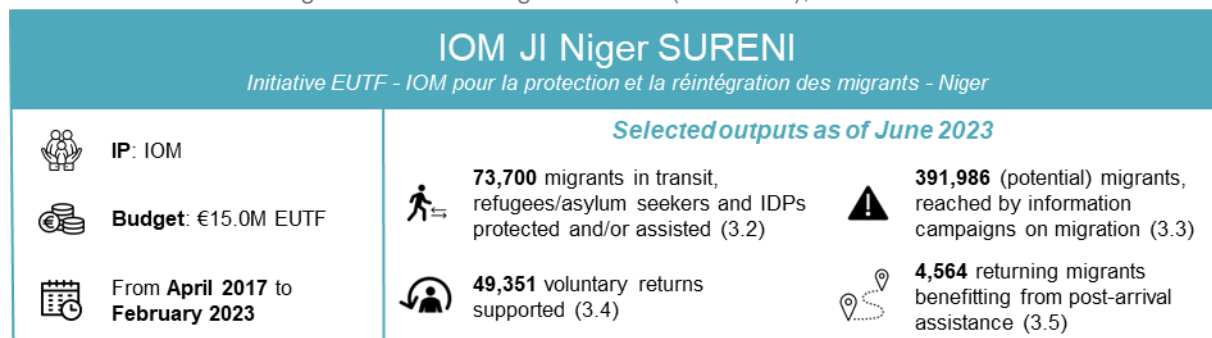 IOM JI Niger SURENI
Initiative EUTF - IOM pour la protection et la réintégration des migrants - Niger
IP: IOM
Budget: €15.0M EUTF
From April 2017 to
February 2023
Selected outputs as of June 2023
73,700 migrants in transit,
refugees/asylum seekers and IDPs
protected and/or assisted (3.2)
391,986 (potential) migrants,
reached by information
campaigns on migration (3.3)
49,351 voluntary returns
supported (3.4)
4,564 returning migrants
benefitting from post-arrival
assistance (3.5)